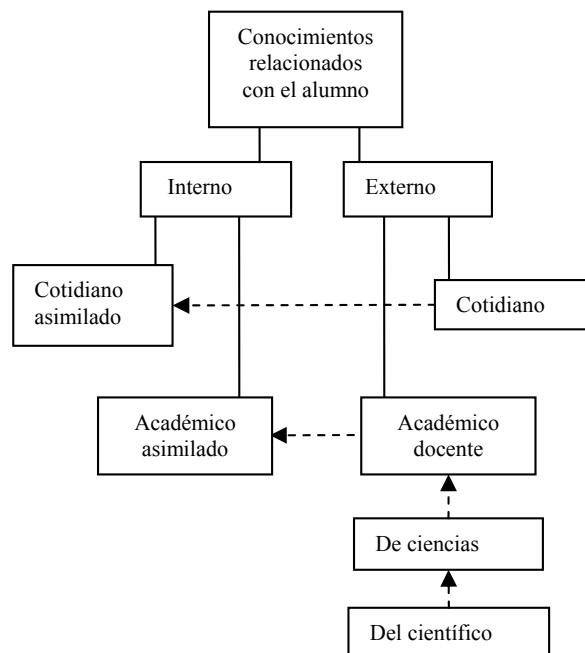 Conocimientos
relacionados
con el alumno
Interno
Externo
Cotidiano
asimilado
Cotidiano
Académico
asimilado
Académico
docente
De ciencias
Del científico